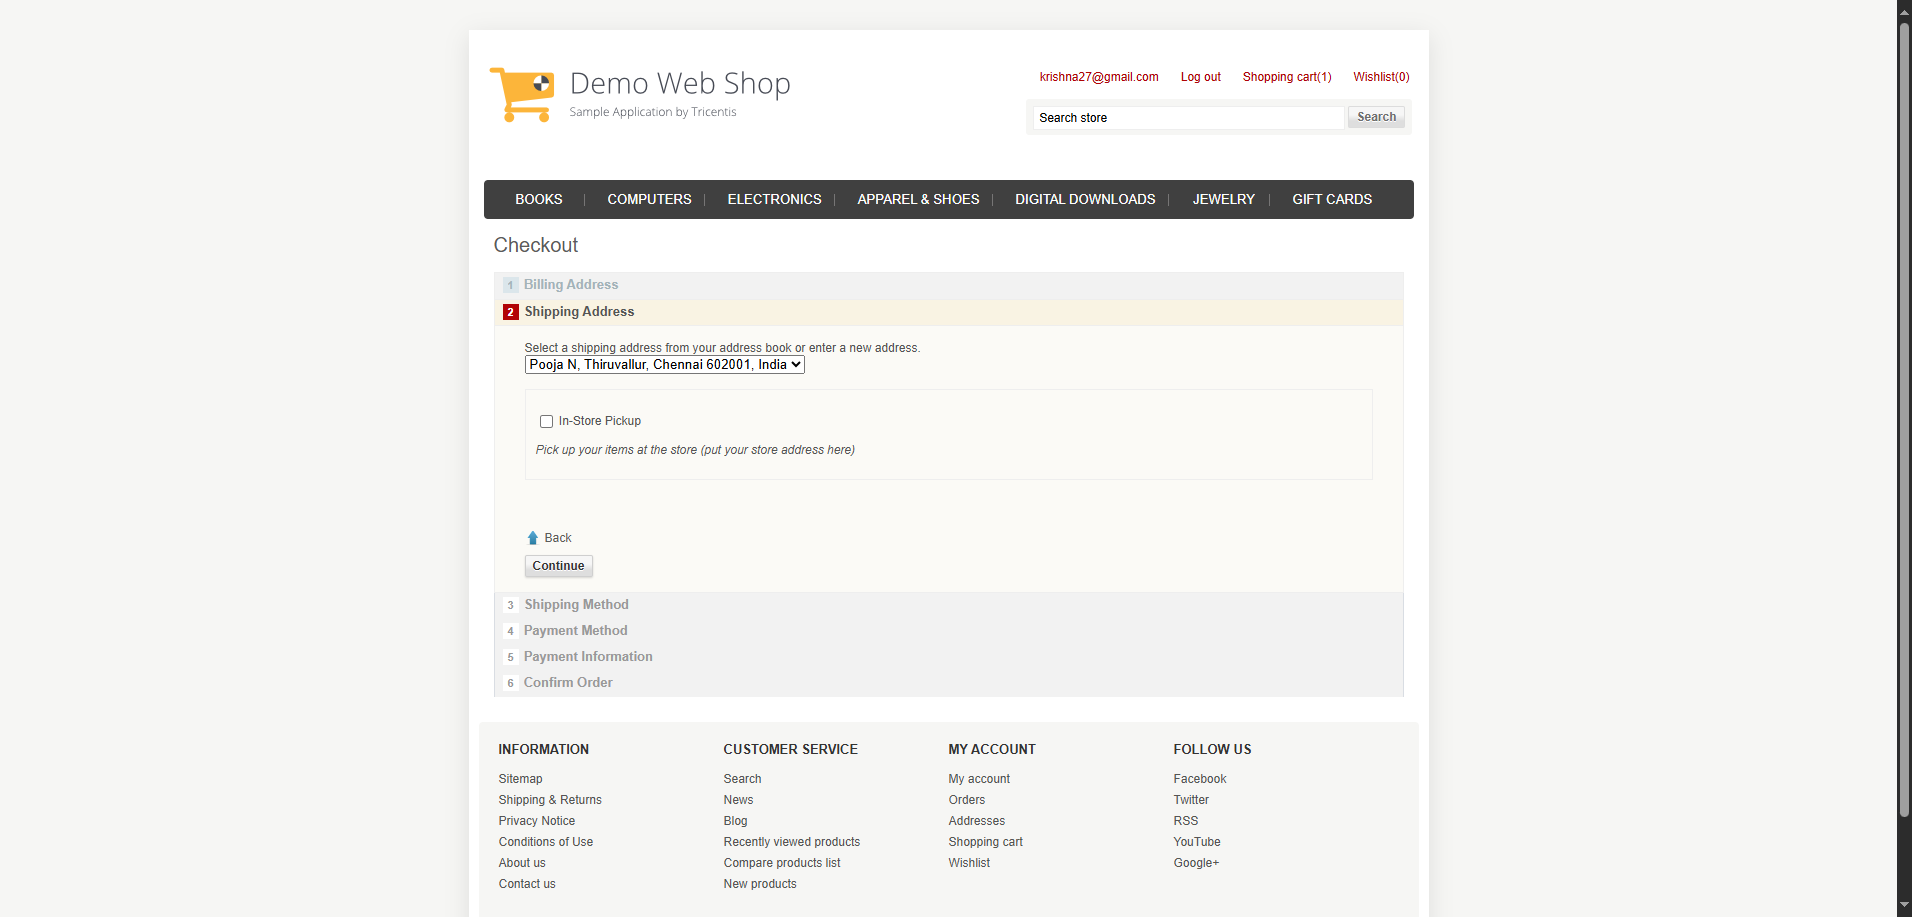 Demo Web Shop
Sample Application by Tricentis
krishna27@gmail.com Log out Shopping cart(1) Wishlist(0)
Search store Search
BOOKS COMPUTERS ELECTRONICS APPAREL & SHOES DIGITAL DOWNLOADS JEWELRY GIFT CARDS
Checkout
1 Billing Address
2 Shipping Address
Select a shipping address from your address book or enter a new address.
Pooja N, Thiruvallur, Chennai 602001, India
In-Store Pickup
Pick up your items at the store (put your store address here)
Back
Continue
3 Shipping Method
4 Payment Method
5 Payment Information
6 Confirm Order
INFORMATION
Sitemap
Shipping & Returns
Privacy Notice
Conditions of Use
About us
Contact us
CUSTOMER SERVICE
Search
News
Blog
Recently viewed products
Compare products list
New products
MY ACCOUNT
My account
Orders
Addresses
Shopping cart
Wishlist
FOLLOW US
Facebook
Twitter
RSS
YouTube
Google+